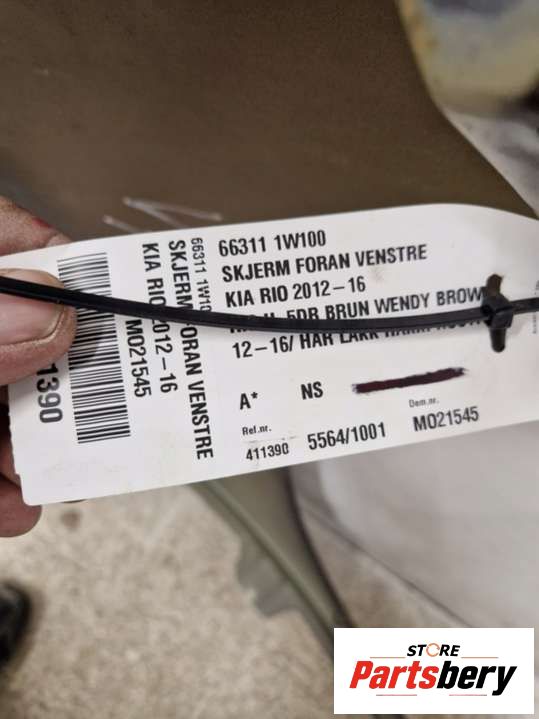 66311 1W100
SKJERM FORAN VENSTRE
KIA RIO 2012-16
5DR BRUN WENDY BROW
12-16/ HAR LAKK
A* NS
Ref.nr. Dem.nr.
411390 5564/1001 MO21545
66311 1W10
SKJERM FORAN VENSTRE
KIA RIO 2012-16
MO21545
1390
STORE
Partsbery